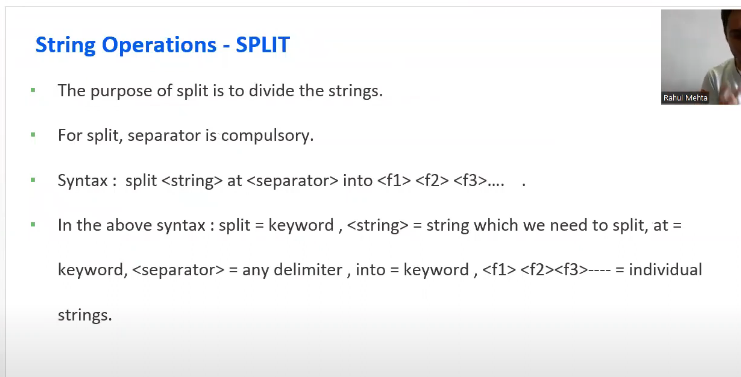 String Operations - SPLIT
Rahul Mehta
▪ The purpose of split is to divide the strings.
▪ For split, separator is compulsory.
▪ Syntax : split <string> at <separator> into <f1> <f2> <f3>.... .
▪ In the above syntax : split = keyword , <string> = string which we need to split, at =
keyword, <separator> = any delimiter , into = keyword , <f1> <f2><f3>---- = individual
strings.